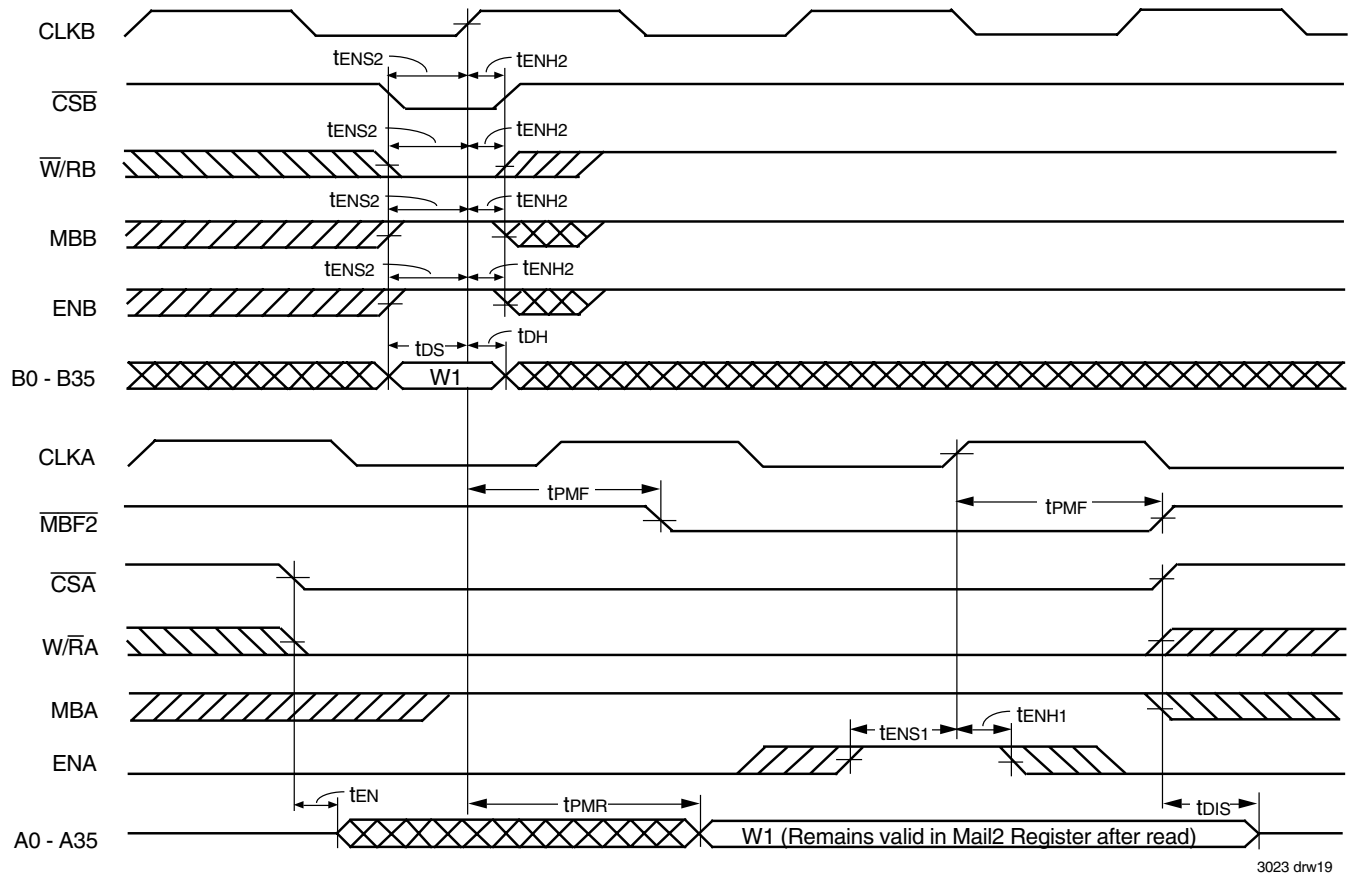 CLKB
tENS2 tENH2
CSB
tENS2 tENH2
W/RB
tENS2 tENH2
MBB
tENS2 tENH2
ENB
tDS tDH
B0 - B35 W1
CLKA
tPMF tPMF
MBF2
CSA
W/RA
MBA
tENS1 tENH1
ENA
tEN tPMR tDIS
A0 - A35 W1 (Remains valid in Mail2 Register after read)
3023 drw19